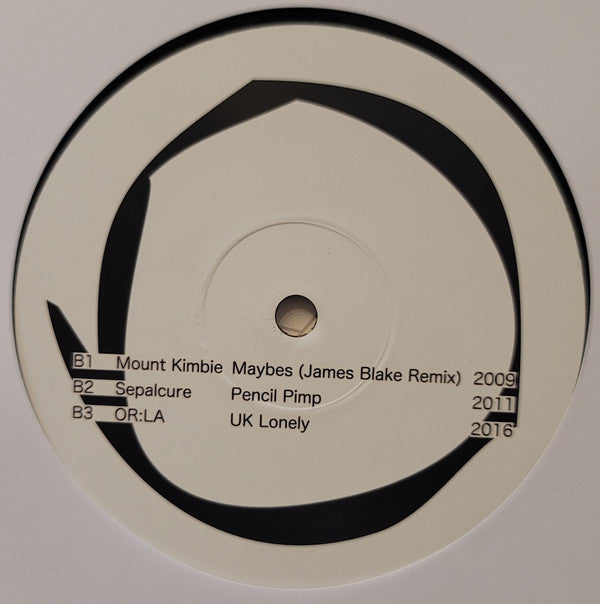 B1 Mount Kimbie Maybes (James Blake Remix) 2009
B2 Sepalcure Pencil Pimp 2011
B3 OR:LA UK Lonely 2016